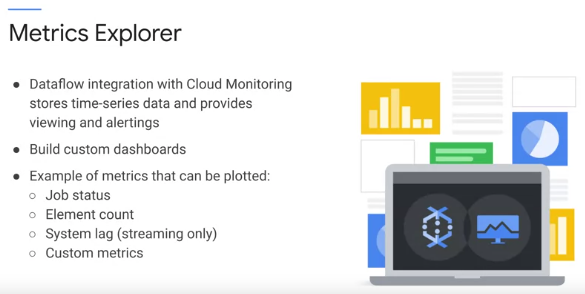 Metrics Explorer
● Dataflow integration with Cloud Monitoring
stores time-series data and provides
viewing and alertings
● Build custom dashboards
● Example of metrics that can be plotted:
○ Job status
○ Element count
○ System lag (streaming only)
○ Custom metrics